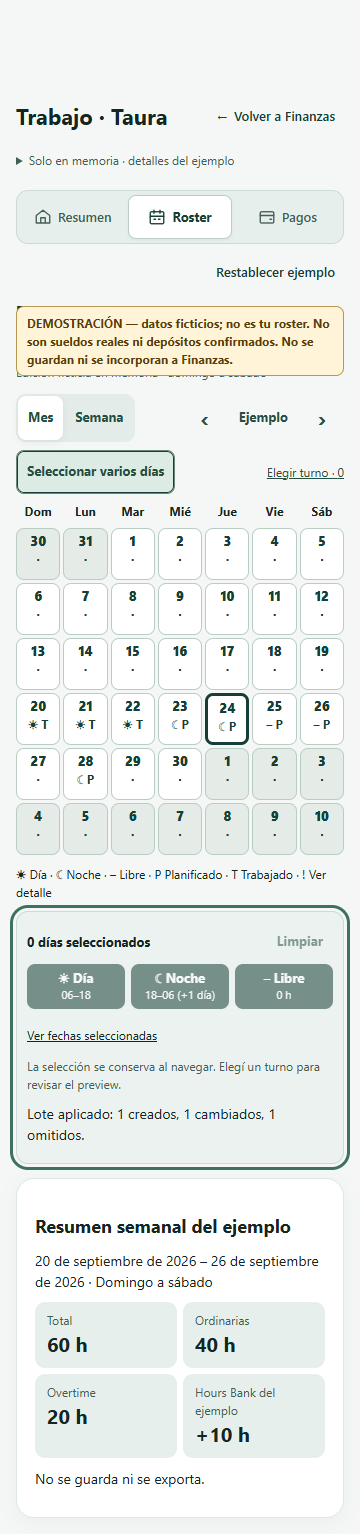 Trabajo · Taura
← Volver a Finanzas
▶ Solo en memoria · detalles del ejemplo
Resumen
Roster
Pagos
Restablecer ejemplo
DEMOSTRACIÓN — datos ficticios; no es tu roster. No
son sueldos reales ni depósitos confirmados. No se
guardan ni se incorporan a Finanzas.
Mes
Semana
‹
Ejemplo
›
Seleccionar varios días
Elegir turno · 0
Dom Lun Mar Mié Jue Vie Sáb
30 31 1 2 3 4 5
· · · · · · ·
6 7 8 9 10 11 12
· · · · · · ·
13 14 15 16 17 18 19
· · · · · · ·
20 21 22 23 24 25 26
☀ T ☀ T ☀ T ☾ P ☾ P – P – P
27 28 29 30 1 2 3
· ☾ P · · · · ·
4 5 6 7 8 9 10
· · · · · · ·
☀ Día · ☾ Noche · – Libre · P Planificado · T Trabajado · ! Ver
detalle
0 días seleccionados
Limpiar
☀ Día
06–18
☾ Noche
18–06 (+1 día)
– Libre
0 h
Ver fechas seleccionadas
La selección se conserva al navegar. Elegí un turno para
revisar el preview.
Lote aplicado: 1 creados, 1 cambiados, 1
omitidos.
Resumen semanal del ejemplo
20 de septiembre de 2026 – 26 de septiembre
de 2026 · Domingo a sábado
Total
60 h
Ordinarias
40 h
Overtime
20 h
Hours Bank del
ejemplo
+10 h
No se guarda ni se exporta.